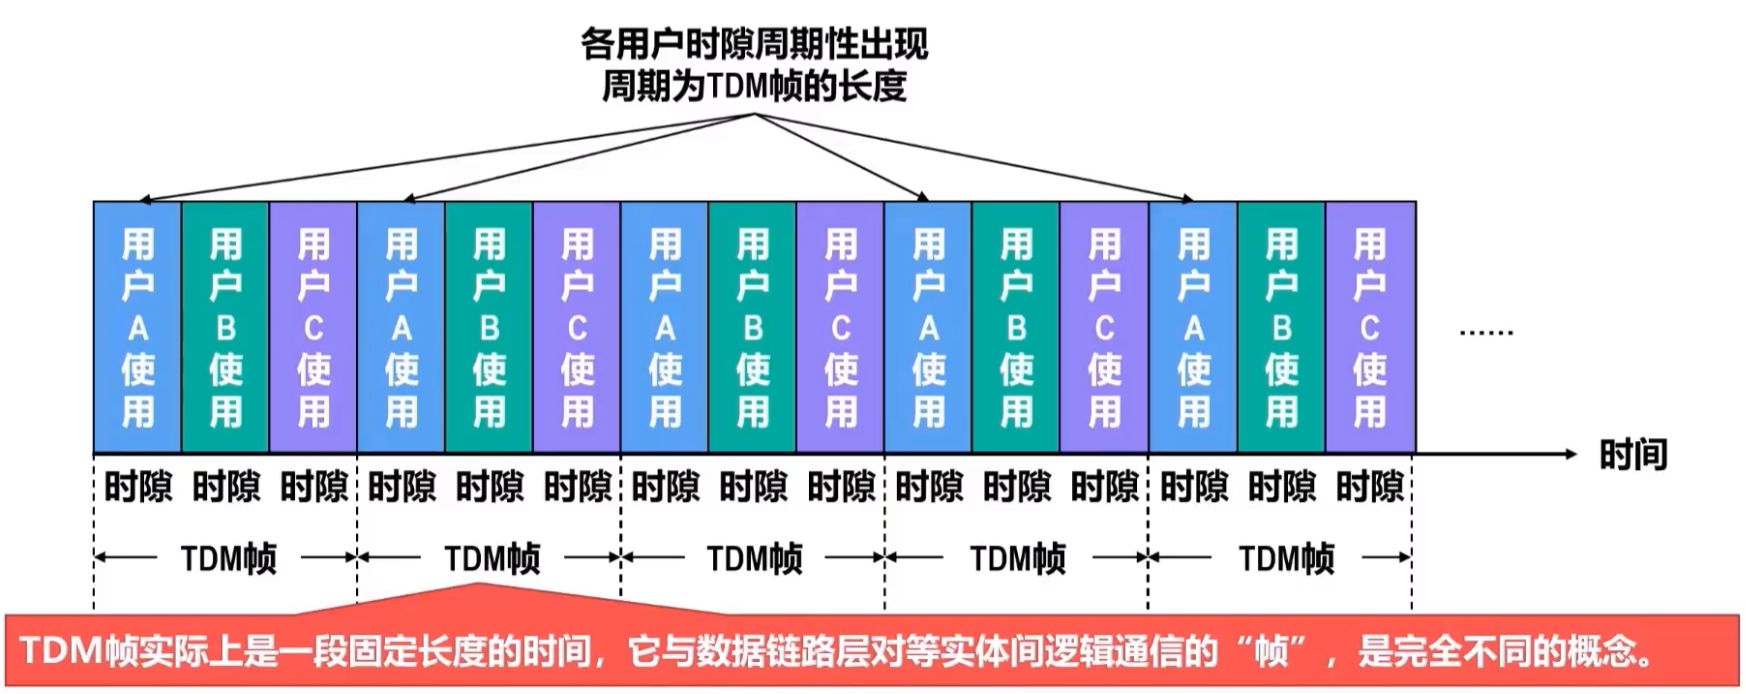 各用户时隙周期性出现
周期为TDM帧的长度
用户A使用 用户B使用 用户C使用 用户A使用 用户B使用 用户C使用 用户A使用 用户B使用 用户C使用 用户A使用 用户B使用 用户C使用 用户A使用 用户B使用 用户C使用 ……
时间
时隙 时隙 时隙 时隙 时隙 时隙 时隙 时隙 时隙 时隙 时隙 时隙 时隙 时隙 时隙
TDM帧 TDM帧 TDM帧 TDM帧 TDM帧
TDM帧实际上是一段固定长度的时间，它与数据链路层对等实体间逻辑通信的“帧”，是完全不同的概念。